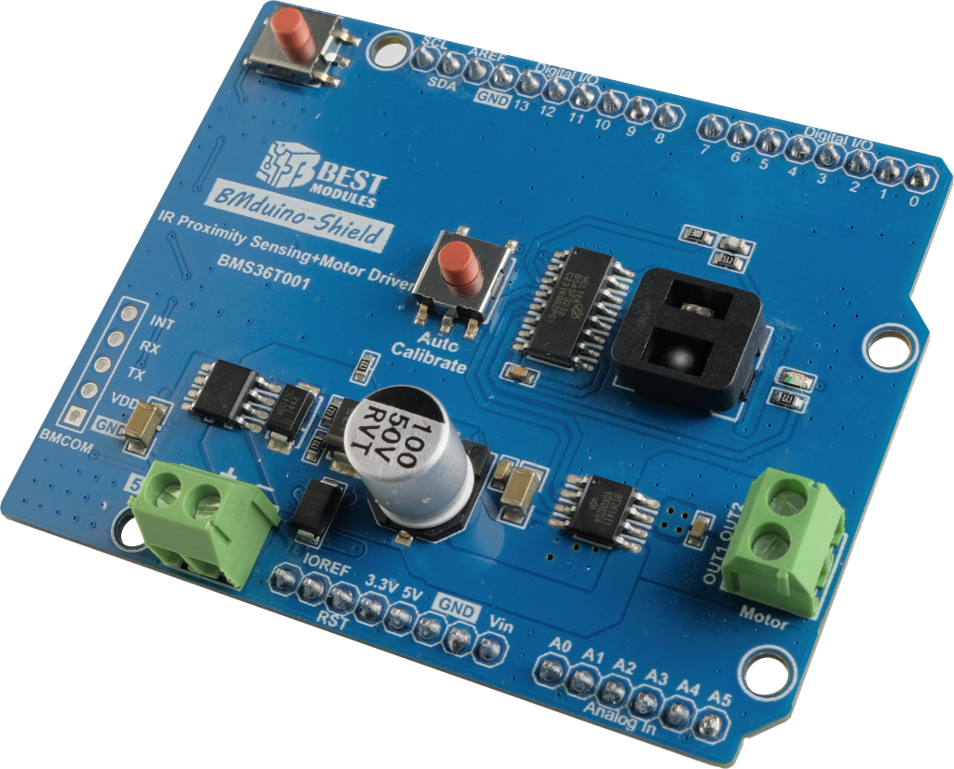 SCL
SDA
AREF
GND
Digital I/O
13
12
11
10
9
8
Digital I/O
7
6
5
4
3
2
1
0
BEST
MODULES
BMduino-Shield
IR Proximity Sensing+Motor Driver
BMS36T001
Auto
Calibrate
INT
RX
TX
VDD
GND
BMCOM
5
+
100
50V
RVT
OUT1
OUT2
Motor
IOREF
RST
3.3V
5V
GND
Vin
A0
A1
A2
A3
A4
A5
Analog In